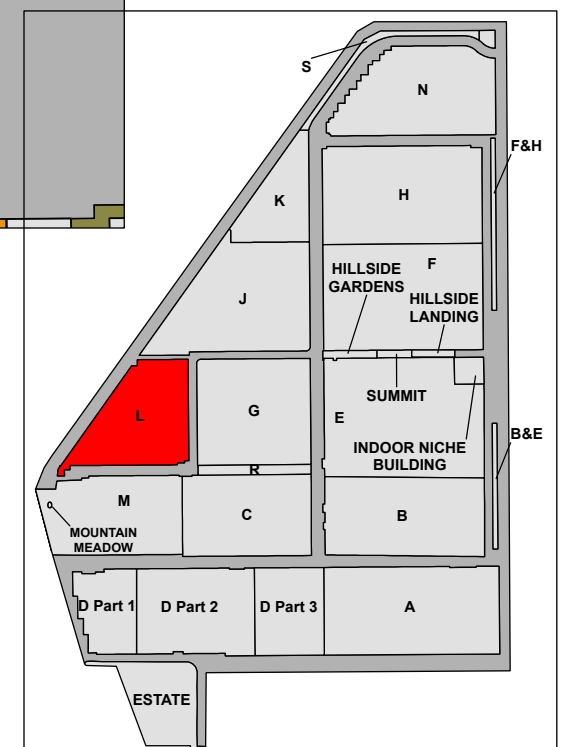 S
N
F&H
K
H
F
HILLSIDE
GARDENS
HILLSIDE
LANDING
J
SUMMIT
L
G
E
INDOOR NICHE
BUILDING
B&E
R
M
C
B
MOUNTAIN
MEADOW
D Part 1
D Part 2
D Part 3
A
ESTATE